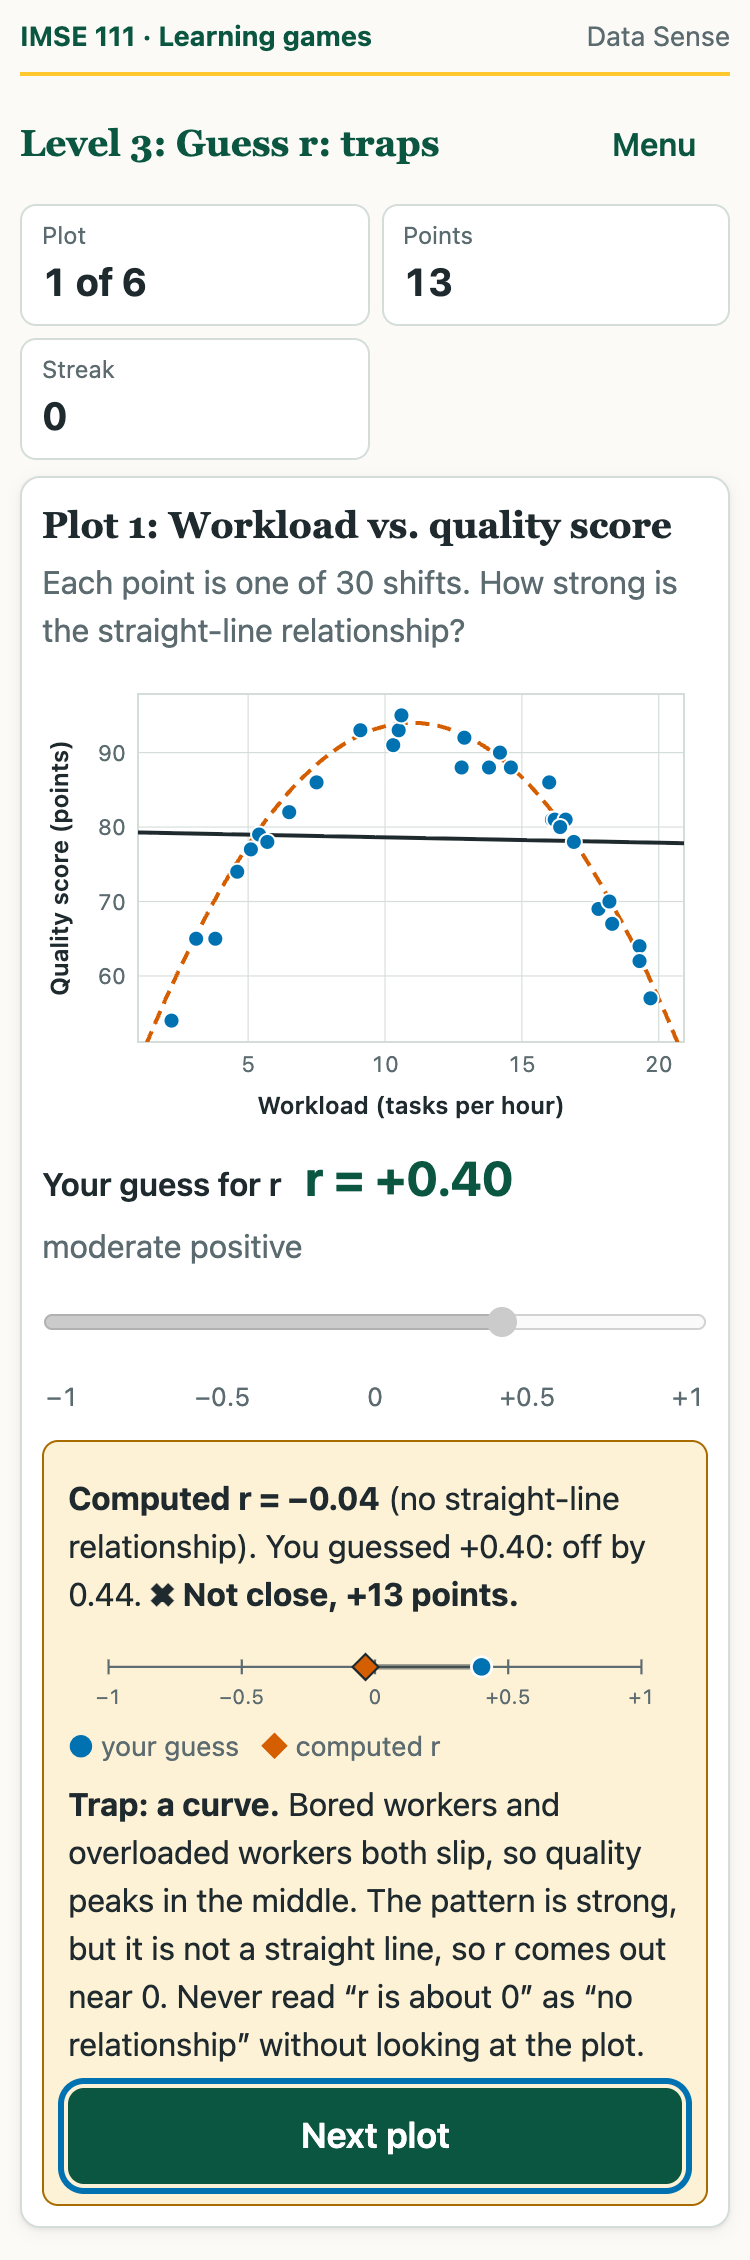 IMSE 111 · Learning games
Data Sense
Level 3: Guess r: traps
Menu
Plot
1 of 6
Points
13
Streak
0
Plot 1: Workload vs. quality score
Each point is one of 30 shifts. How strong is
the straight-line relationship?
Quality score (points)
90
80
70
60
5
10
15
20
Workload (tasks per hour)
Your guess for r r = +0.40
moderate positive
−1
−0.5
0
+0.5
+1
Computed r = −0.04 (no straight-line
relationship). You guessed +0.40: off by
0.44. ✖ Not close, +13 points.
−1
−0.5
0
+0.5
+1
your guess
computed r
Trap: a curve. Bored workers and
overloaded workers both slip, so quality
peaks in the middle. The pattern is strong,
but it is not a straight line, so r comes out
near 0. Never read “r is about 0” as “no
relationship” without looking at the plot.
Next plot